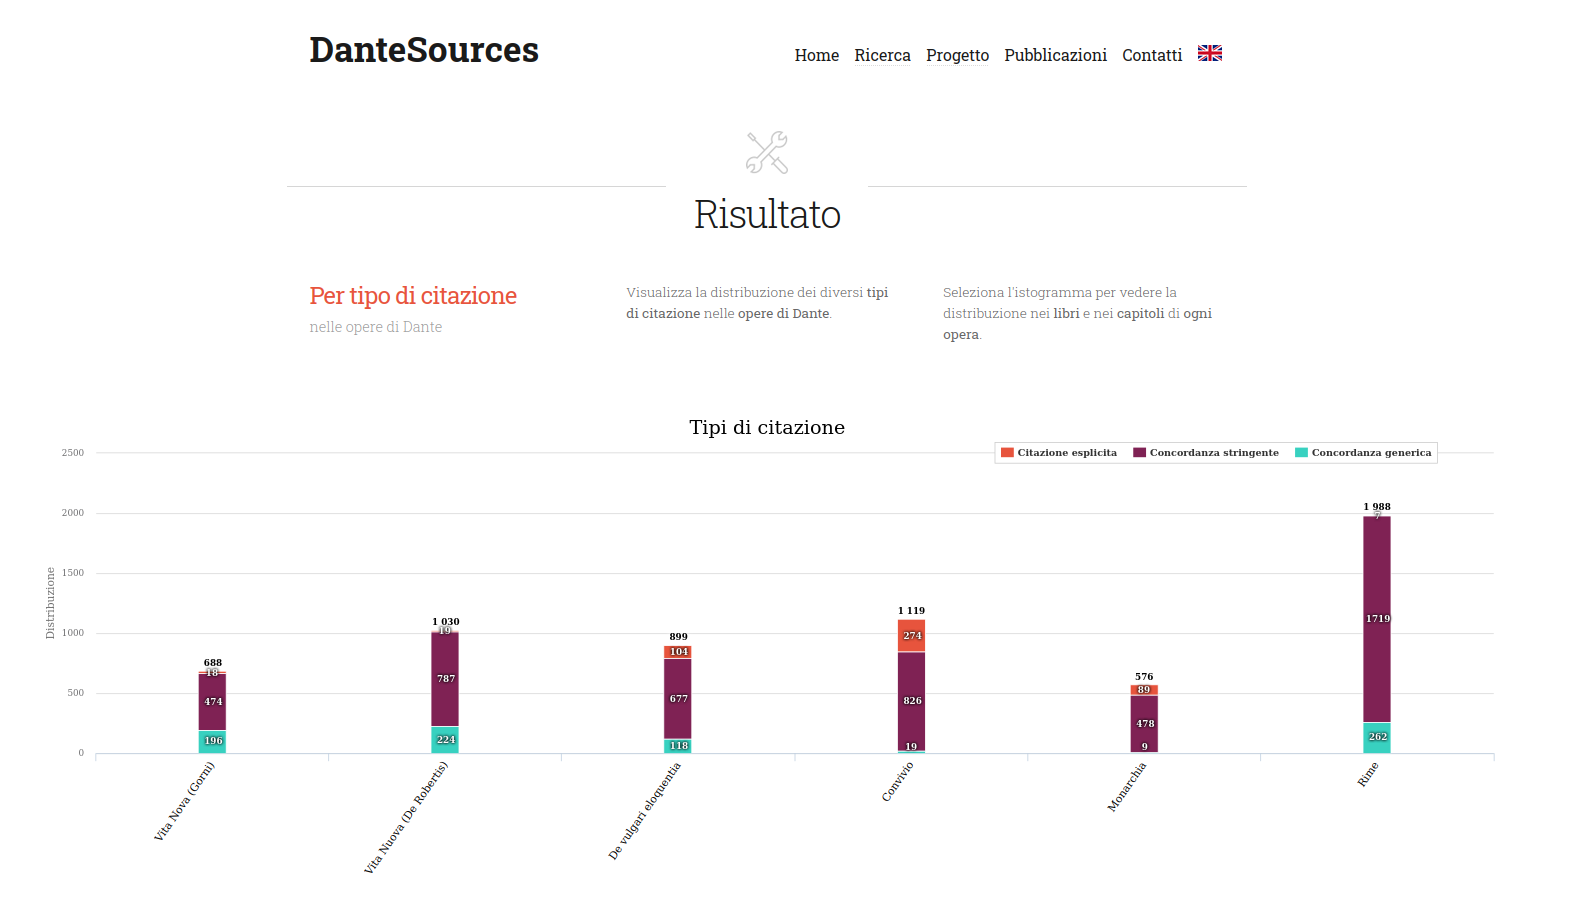 DanteSources
Home Ricerca Progetto Pubblicazioni Contatti
Risultato
Per tipo di citazione
nelle opere di Dante
Visualizza la distribuzione dei diversi tipi
di citazione nelle opere di Dante.
Seleziona l'istogramma per vedere la
distribuzione nei libri e nei capitoli di ogni
opera.
Tipi di citazione
Citazione esplicita Concordanza stringente Concordanza generica
Distribuzione
2500
2000
1500
1000
500
0
688
18
474
196
1 030
19
787
224
899
104
677
118
1 119
274
826
19
576
89
478
9
1 988
7
1719
262
Vita Nova (Gorni)
Vita Nuova (De Robertis)
De vulgari eloquentia
Convivio
Monarchia
Rime